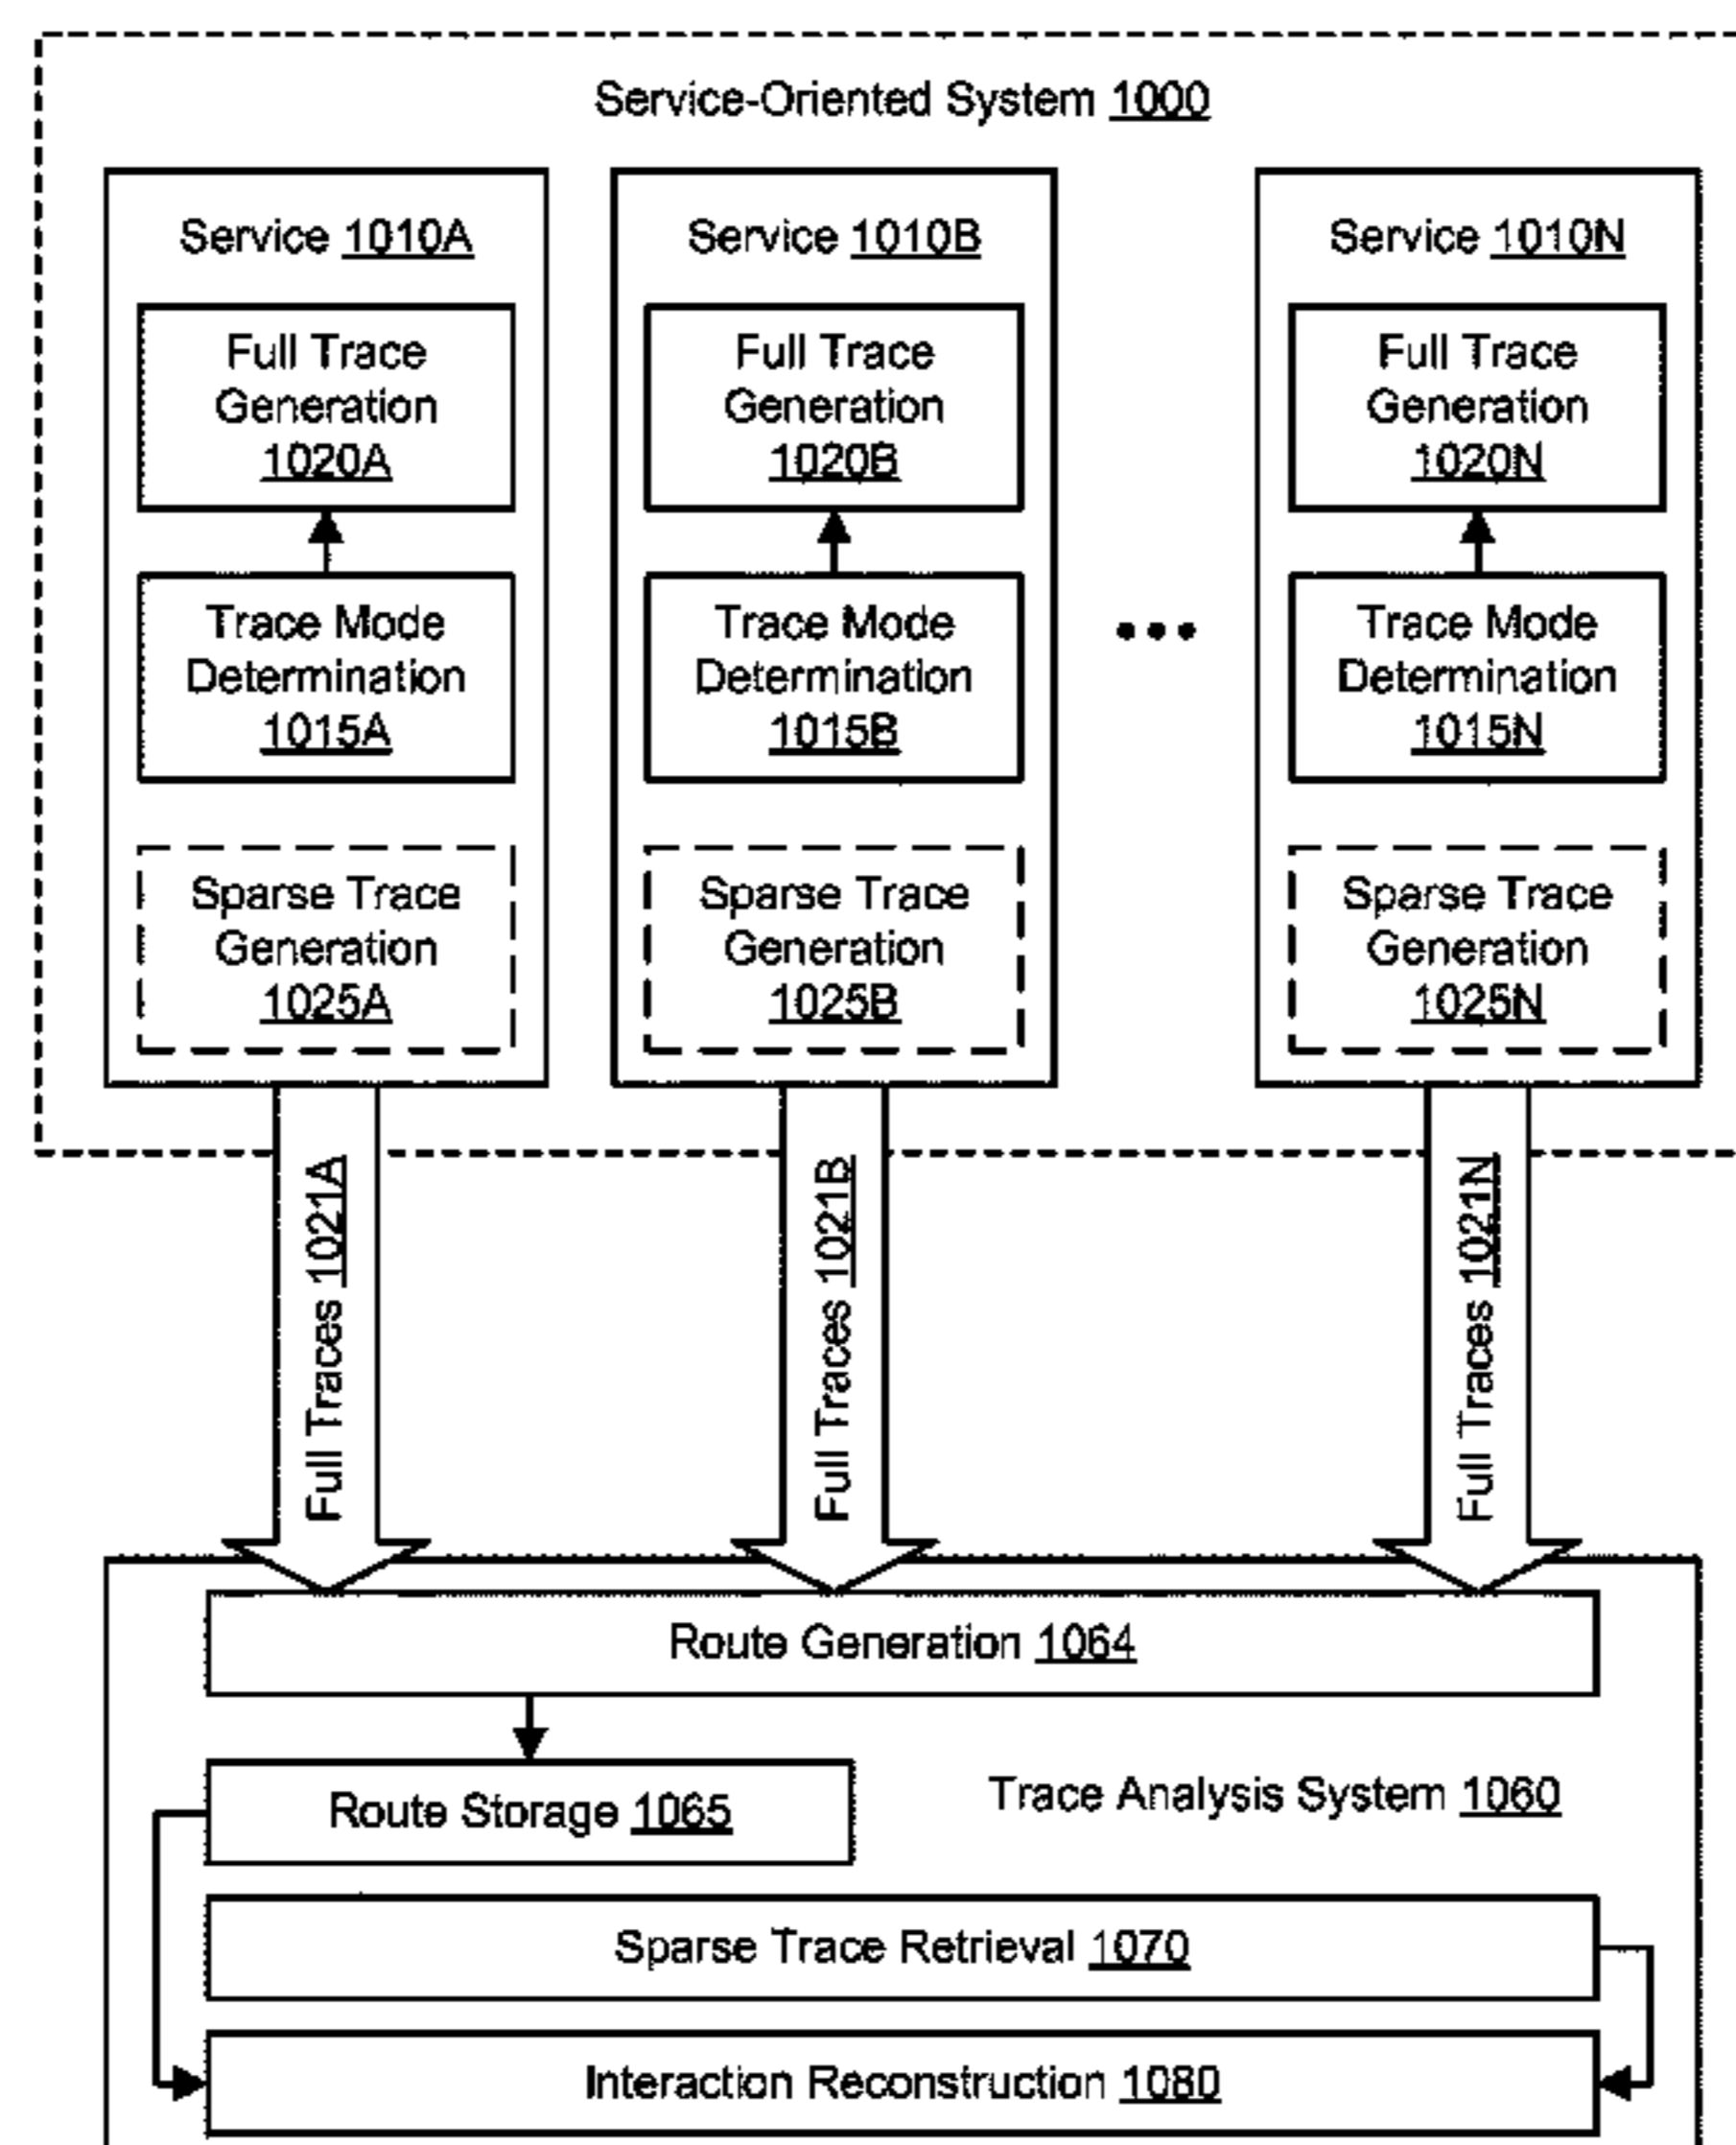 Service-Oriented System 1000
Service 1010A
Full Trace
Generation
1020A
Trace Mode
Determination
1015A
Sparse Trace
Generation
1025A
Service 1010B
Full Trace
Generation
1020B
Trace Mode
Determination
1015B
Sparse Trace
Generation
1025B
•••
Service 1010N
Full Trace
Generation
1020N
Trace Mode
Determination
1015N
Sparse Trace
Generation
1025N
Full Traces 1021A
Full Traces 1021B
Full Traces 1021N
Route Generation 1064
Route Storage 1065
Trace Analysis System 1060
Sparse Trace Retrieval 1070
Interaction Reconstruction 1080